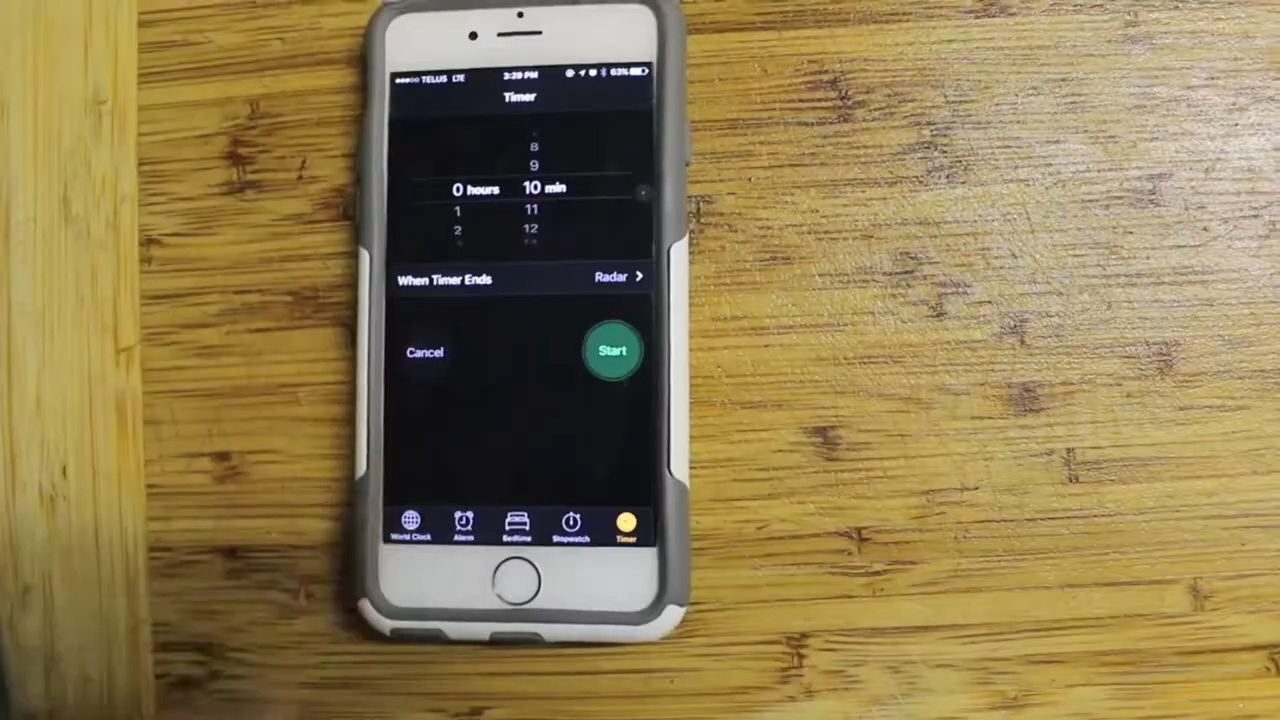 TELUS LTE 3:29 PM 63%
Timer
8
9
0 hours 10 min
1 11
2 12
When Timer Ends Radar
Cancel Start
World Clock Alarm Bedtime Stopwatch Timer